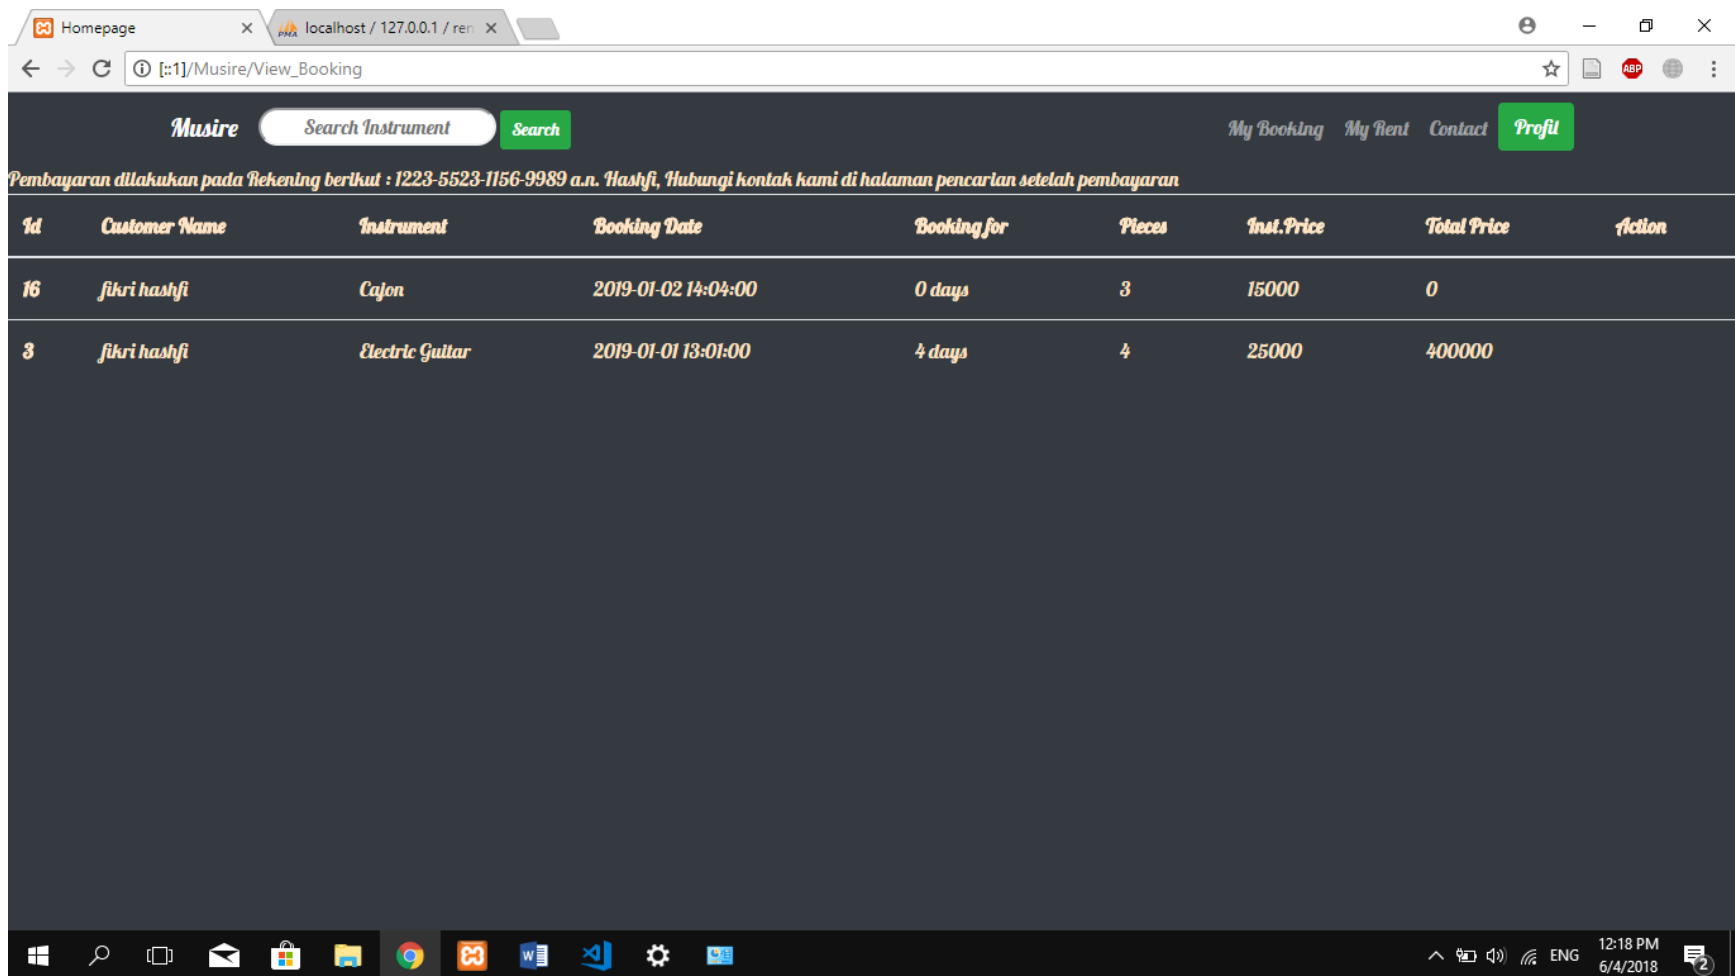 Homepage
localhost / 127.0.0.1 / ren
[::1]/Musire/View_Booking
ABP
Musire Search Instrument Search My Booking My Rent Contact Profil
Pembayaran dilakukan pada Rekening berikut : 1223-5523-1156-9989 a.n. Hashfi, Hubungi kontak kami di halaman pencarian setelah pembayaran
Id Customer Name Instrument Booking Date Booking for Pieces Inst.Price Total Price Action
16 fikri hashfi Cajon 2019-01-02 14:04:00 0 days 3 15000 0
3 fikri hashfi Electric Guitar 2019-01-01 13:01:00 4 days 4 25000 400000
ENG
12:18 PM
6/4/2018
2